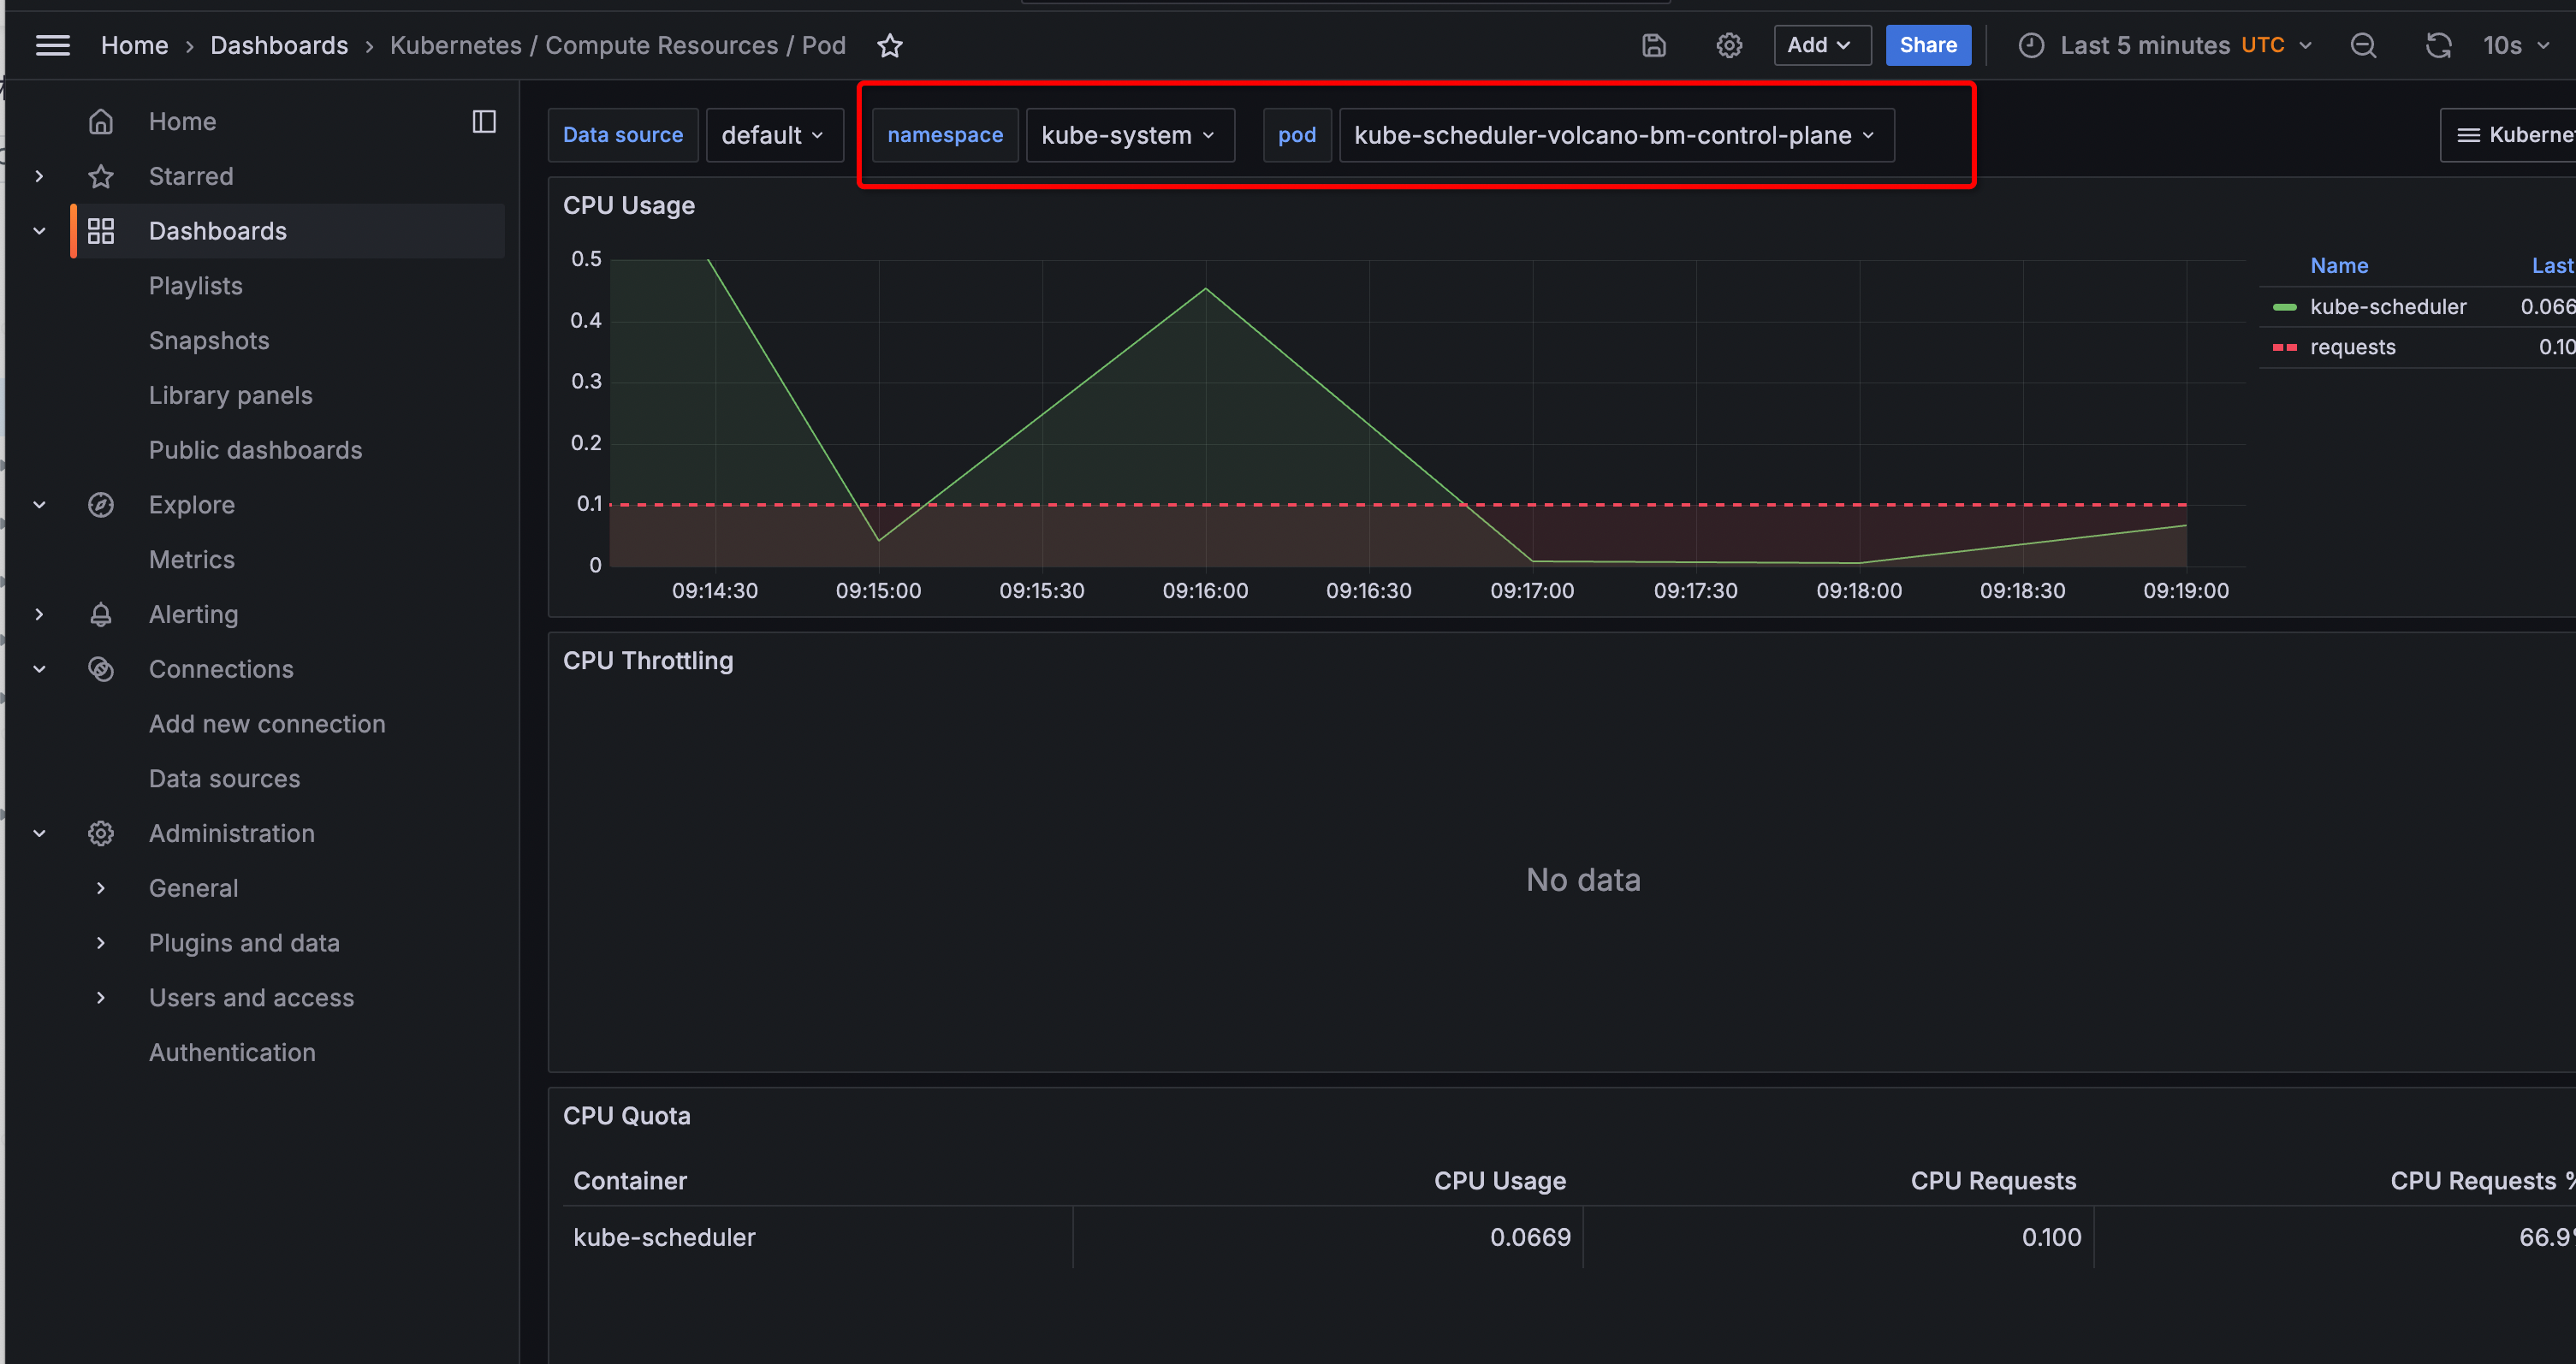 Home › Dashboards › Kubernetes / Compute Resources / Pod
Add
Share
Last 5 minutes UTC
10s
Home
Starred
Dashboards
Playlists
Snapshots
Library panels
Public dashboards
Explore
Metrics
Alerting
Connections
Add new connection
Data sources
Administration
General
Plugins and data
Users and access
Authentication
Data source default
namespace kube-system
pod kube-scheduler-volcano-bm-control-plane
CPU Usage
0.5
0.4
0.3
0.2
0.1
0
09:14:30 09:15:00 09:15:30 09:16:00 09:16:30 09:17:00 09:17:30 09:18:00 09:18:30 09:19:00
Name Last
kube-scheduler 0.066
requests 0.10
CPU Throttling
No data
CPU Quota
Container CPU Usage CPU Requests CPU Requests %
kube-scheduler 0.0669 0.100 66.9